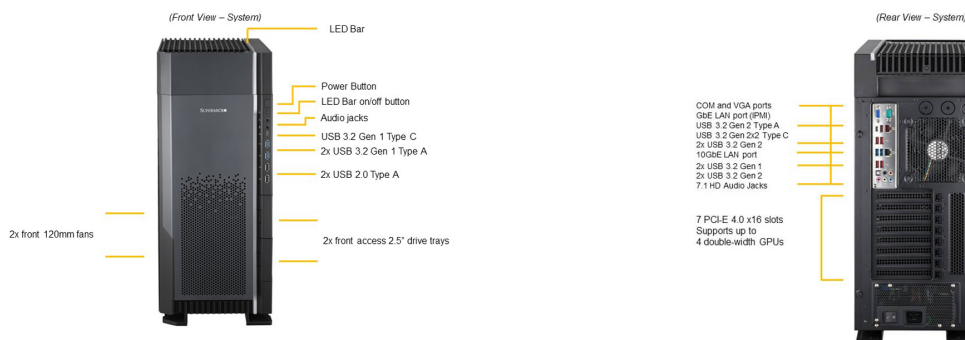 (Front View – System)
LED Bar
Power Button
LED Bar on/off button
Audio jacks
USB 3.2 Gen 1 Type C
2x USB 3.2 Gen 1 Type A
2x USB 2.0 Type A
2x front 120mm fans
2x front access 2.5" drive trays
SUPERMICR
(Rear View – System)
COM and VGA ports
GbE LAN port (IPMI)
USB 3.2 Gen 2 Type A
USB 3.2 Gen 2x2 Type C
2x USB 3.2 Gen 2
10GbE LAN port
2x USB 3.2 Gen 1
2x USB 3.2 Gen 2
7.1 HD Audio Jacks
7 PCI-E 4.0 x16 slots
Supports up to
4 double-width GPUs